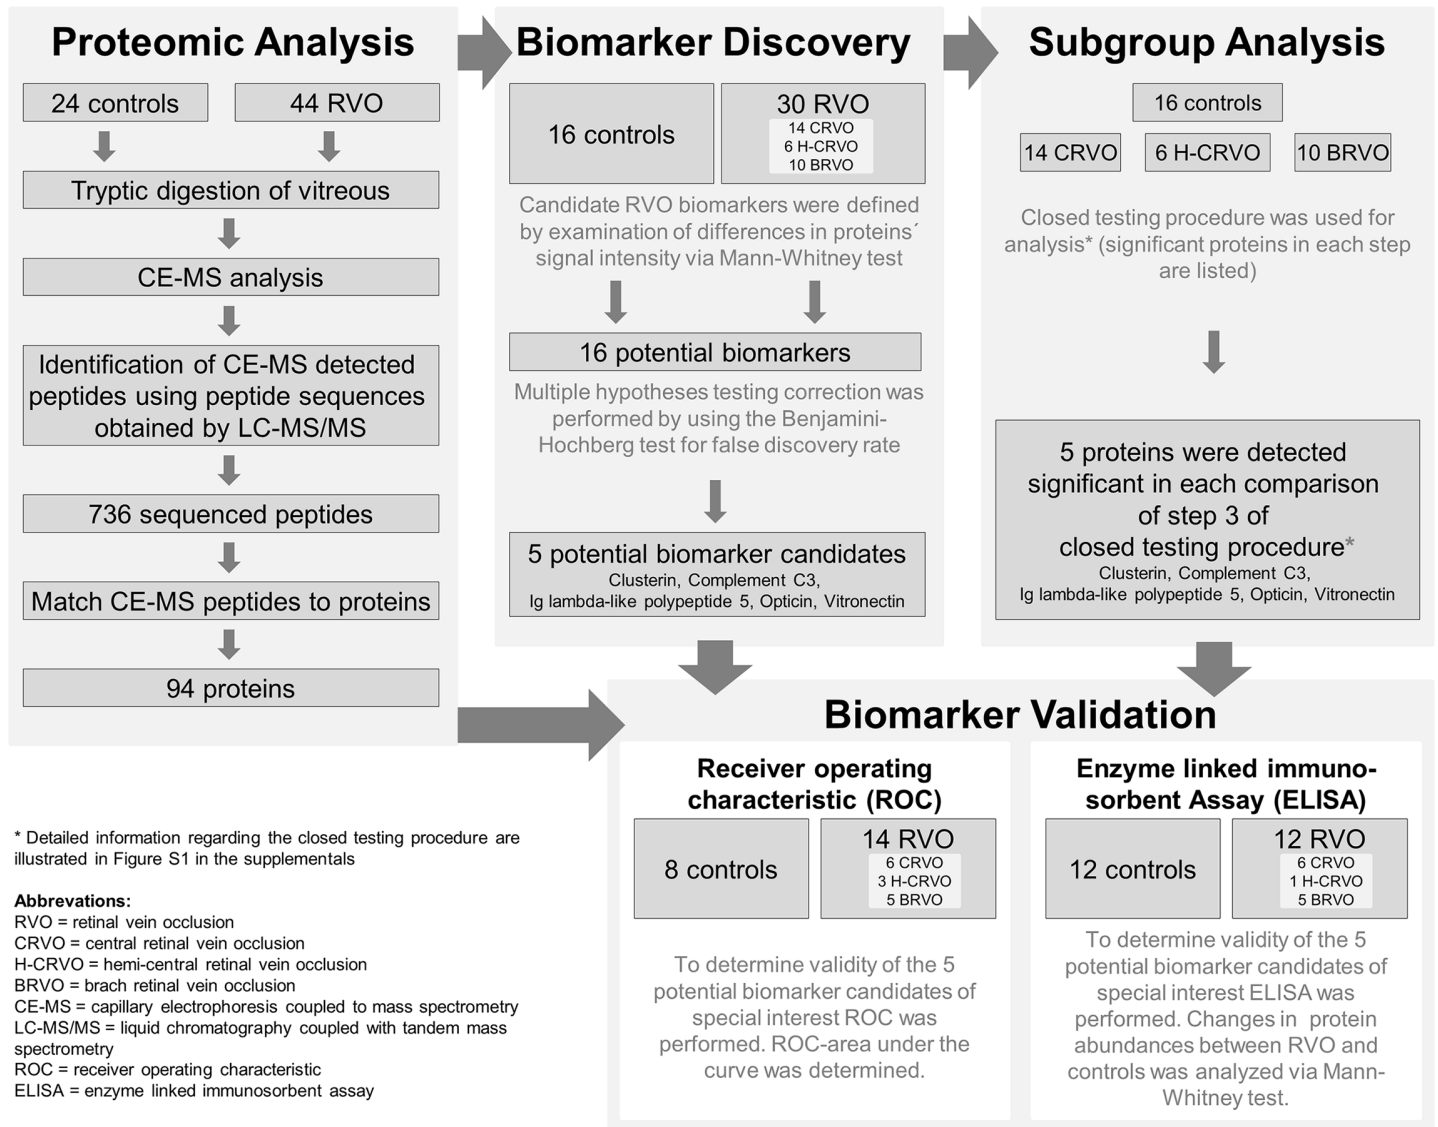 Proteomic Analysis
24 controls
44 RVO
Tryptic digestion of vitreous
CE-MS analysis
Identification of CE-MS detected
peptides using peptide sequences
obtained by LC-MS/MS
736 sequenced peptides
Match CE-MS peptides to proteins
94 proteins
Biomarker Discovery
16 controls
30 RVO
14 CRVO
6 H-CRVO
10 BRVO
Candidate RVO biomarkers were defined
by examination of differences in proteins´
signal intensity via Mann-Whitney test
16 potential biomarkers
Multiple hypotheses testing correction was
performed by using the Benjamini-
Hochberg test for false discovery rate
5 potential biomarker candidates
Clusterin, Complement C3,
Ig lambda-like polypeptide 5, Opticin, Vitronectin
Subgroup Analysis
16 controls
14 CRVO
6 H-CRVO
10 BRVO
Closed testing procedure was used for
analysis* (significant proteins in each step
are listed)
5 proteins were detected
significant in each comparison
of step 3 of
closed testing procedure*
Clusterin, Complement C3,
Ig lambda-like polypeptide 5, Opticin, Vitronectin
Biomarker Validation
Receiver operating
characteristic (ROC)
8 controls
14 RVO
6 CRVO
3 H-CRVO
5 BRVO
To determine validity of the 5
potential biomarker candidates of
special interest ROC was
performed. ROC-area under the
curve was determined.
Enzyme linked immuno-
sorbent Assay (ELISA)
12 controls
12 RVO
6 CRVO
1 H-CRVO
5 BRVO
To determine validity of the 5
potential biomarker candidates of
special interest ELISA was
performed. Changes in protein
abundances between RVO and
controls was analyzed via Mann-
Whitney test.
* Detailed information regarding the closed testing procedure are
illustrated in Figure S1 in the supplementals
Abbrevations:
RVO = retinal vein occlusion
CRVO = central retinal vein occlusion
H-CRVO = hemi-central retinal vein occlusion
BRVO = brach retinal vein occlusion
CE-MS = capillary electrophoresis coupled to mass spectrometry
LC-MS/MS = liquid chromatography coupled with tandem mass
spectrometry
ROC = receiver operating characteristic
ELISA = enzyme linked immunosorbent assay